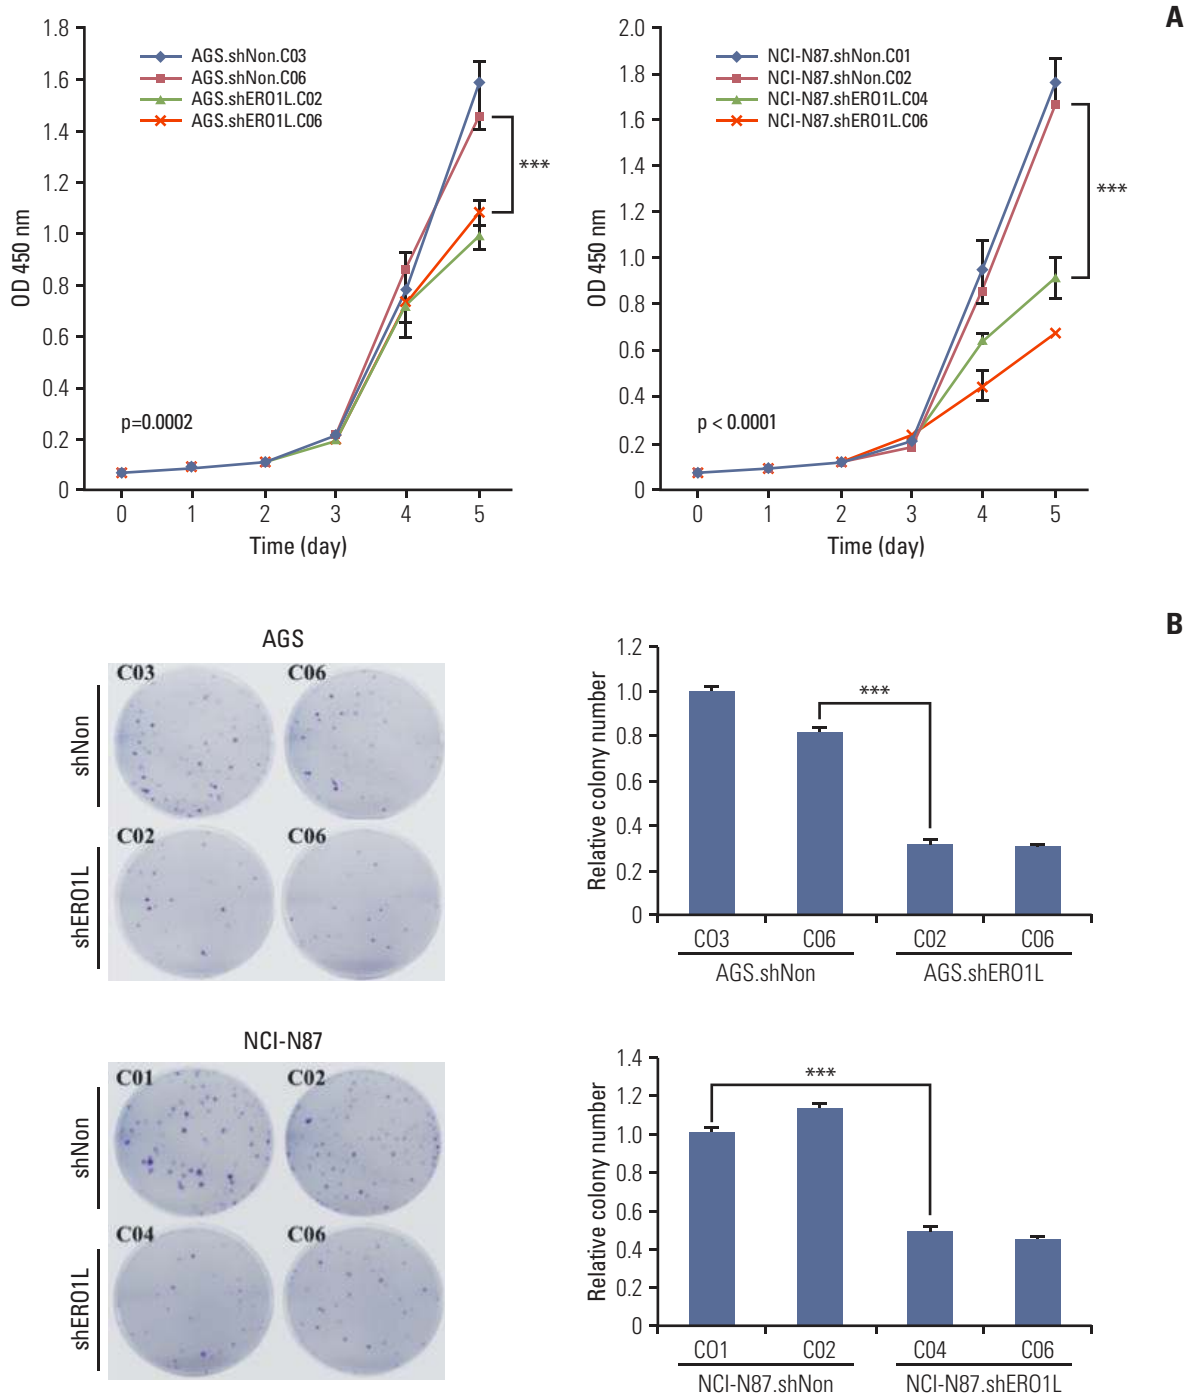 A
1.8
1.6
1.4
1.2
1.0
0.8
0.6
0.4
0.2
0
OD 450 nm
AGS.shNon.C03
AGS.shNon.C06
AGS.shERO1L.C02
AGS.shERO1L.C06
***
p=0.0002
0 1 2 3 4 5
Time (day)
2.0
1.8
1.6
1.4
1.2
1.0
0.8
0.6
0.4
0.2
0
OD 450 nm
NCI-N87.shNon.C01
NCI-N87.shNon.C02
NCI-N87.shERO1L.C04
NCI-N87.shERO1L.C06
***
p < 0.0001
0 1 2 3 4 5
Time (day)
B
AGS
shNon
C03 C06
shERO1L
C02 C06
1.2
1.0
0.8
0.6
0.4
0.2
0
Relative colony number
***
C03 C06 C02 C06
AGS.shNon AGS.shERO1L
NCI-N87
shNon
C01 C02
shERO1L
C04 C06
1.4
1.2
1.0
0.8
0.6
0.4
0.2
0
Relative colony number
***
C01 C02 C04 C06
NCI-N87.shNon NCI-N87.shERO1L